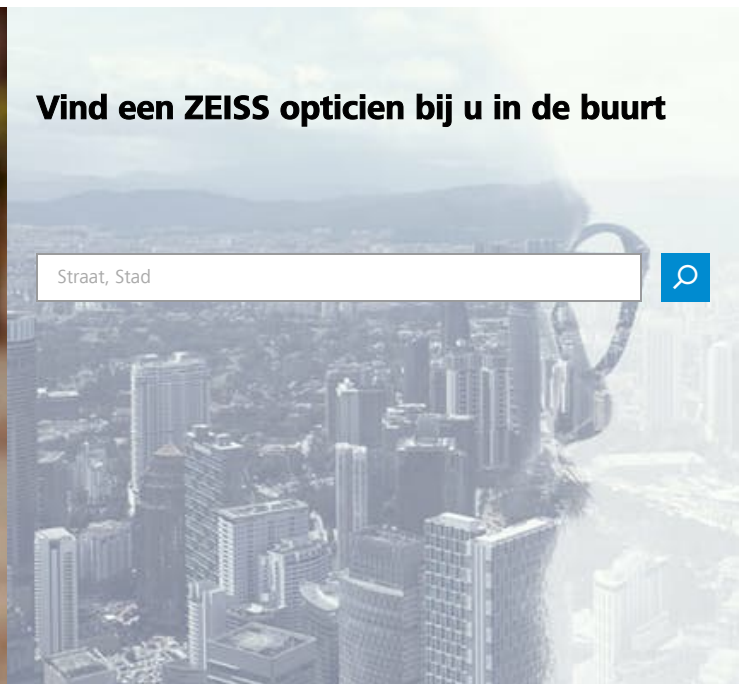 Vind een ZEISS opticien bij u in de buurt
Straat, Stad